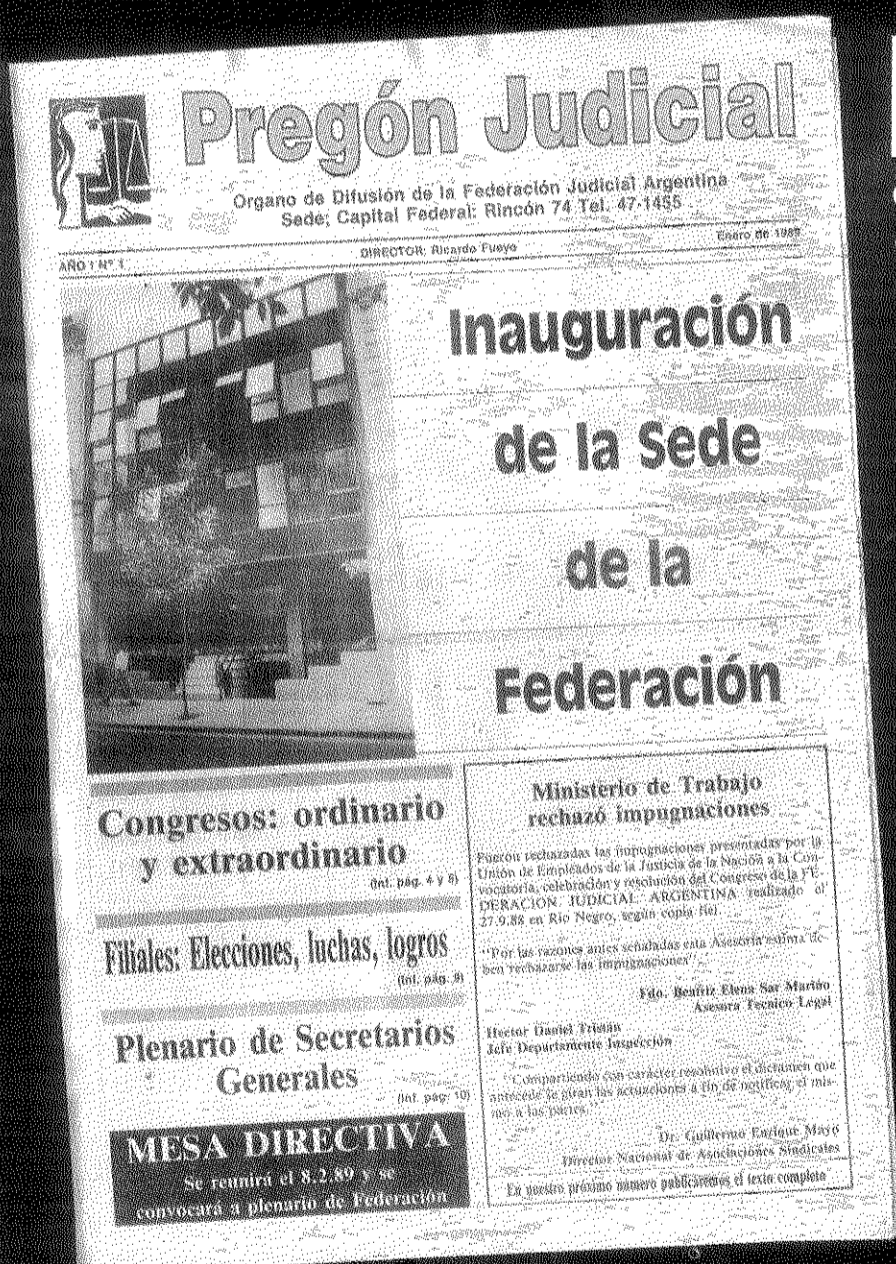 Pregón Judicial
Organo de Difusión de la Federación Judicial Argentina
Sede; Capital Federal: Rincón 74 Tel. 47-1455
AÑO 1 Nº 1
DIRECTOR: Ricardo Fueyo
Enero de 1989
Inauguración
de la Sede
de la
Federación
Congresos: ordinario
y extraordinario
(Inf. pág. 4 y 8)
Filiales: Elecciones, luchas, logros
(Inf. pág. 9)
Plenario de Secretarios
Generales
(Inf. pág. 10)
MESA DIRECTIVA
Se reunirá el 8.2.89 y se
convocará a plenario de Federación
Ministerio de Trabajo
rechazó impugnaciones
Fueron rechazadas las impugnaciones presentadas por la
Unión de Empleados de la Justicia de la Nación a la Con-
vocatoria, celebración y resolución del Congreso de la FE-
DERACION JUDICIAL ARGENTINA realizado el
27.9.88 en Río Negro, según copia fiel.
"Por las razones antes señaladas esta Asesoría estima de-
ben rechazarse las impugnaciones".
Fdo. Beatriz Elena Sar Mariño
Asesora Tecnico Legal
Hector Daniel Tristán
Jefe Departamente Inspección
"Compartiendo con carácter resolutivo el dictamen que
antecede se giran las actuaciones a fin de notificar el mis-
mo a las partes."
Dr. Guillermo Enrique Mayo
Director Nacional de Asociaciones Sindicales
En nuestro próximo número publicaremos el texto completo